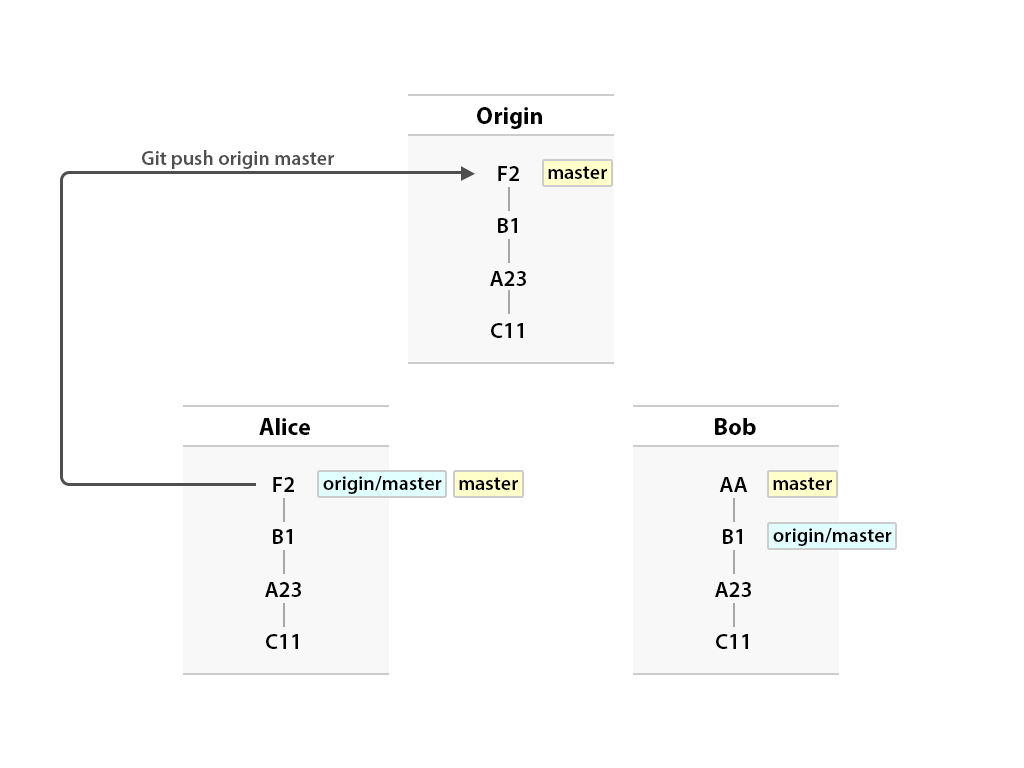 Origin
Git push origin master
F2 master
B1
A23
C11
Alice
F2 origin/master master
B1
A23
C11
Bob
AA master
B1 origin/master
A23
C11